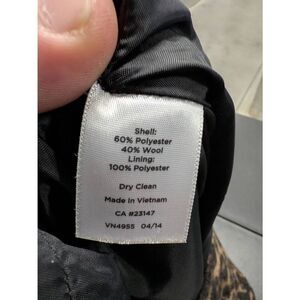 Shell:
60% Polyester
40% Wool
Lining:
100% Polyester
Dry Clean
Made in Vietnam
CA #23147
VN4955 04/14